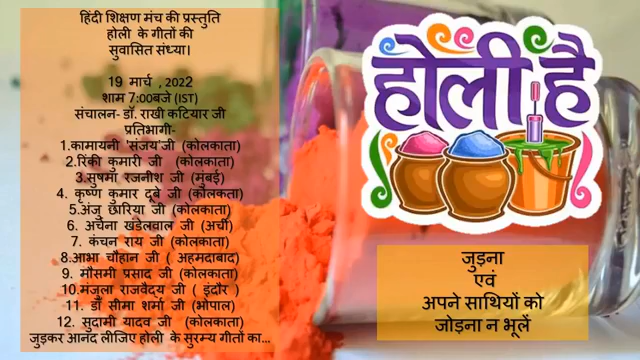 हिंदी शिक्षण मंच की प्रस्तुति
होली के गीतों की
सुवासित संध्या।
19 मार्च , 2022
शाम 7:00बजे (IST)
संचालन- डॉ. राखी कटियार जी
प्रतिभागी-
1.कामायनी 'संजय'जी (कोलकाता)
2.रिंकी कुमारी जी (कोलकाता)
3.सुषमा रजनीश जी (मुंबई)
4. कृष्ण कुमार दूबे जी (कोलकता)
5.अंजु छारिया जी (कोलकाता)
6. अर्चना खंडेलवाल जी (अर्ची)
7. कंचन राय जी (कोलकाता)
8.आभा चौहान जी ( अहमदाबाद)
9. मौसमी प्रसाद जी (कोलकाता)
10.मंजुला राजवैदय जी ( इंदौर )
11. डॉ सीमा शर्मा जी (भोपाल)
12. सुदामी यादव जी (कोलकाता)
जुड़कर आनंद लीजिए होली के सुरम्य गीतों का...
होली है
जुड़ना
एवं
अपने साथियों को
जोड़ना न भूलें